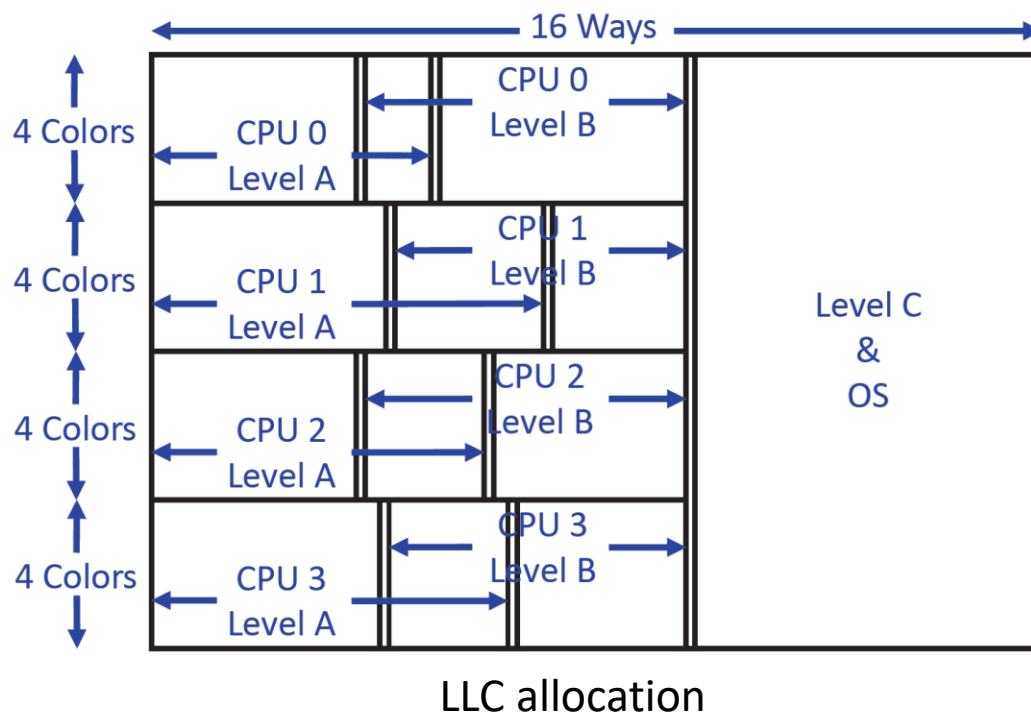 16 Ways
4 Colors
CPU 0
Level B
CPU 0
Level A
4 Colors
CPU 1
Level B
CPU 1
Level A
4 Colors
CPU 2
Level B
CPU 2
Level A
4 Colors
CPU 3
Level B
CPU 3
Level A
Level C
&
OS
LLC allocation